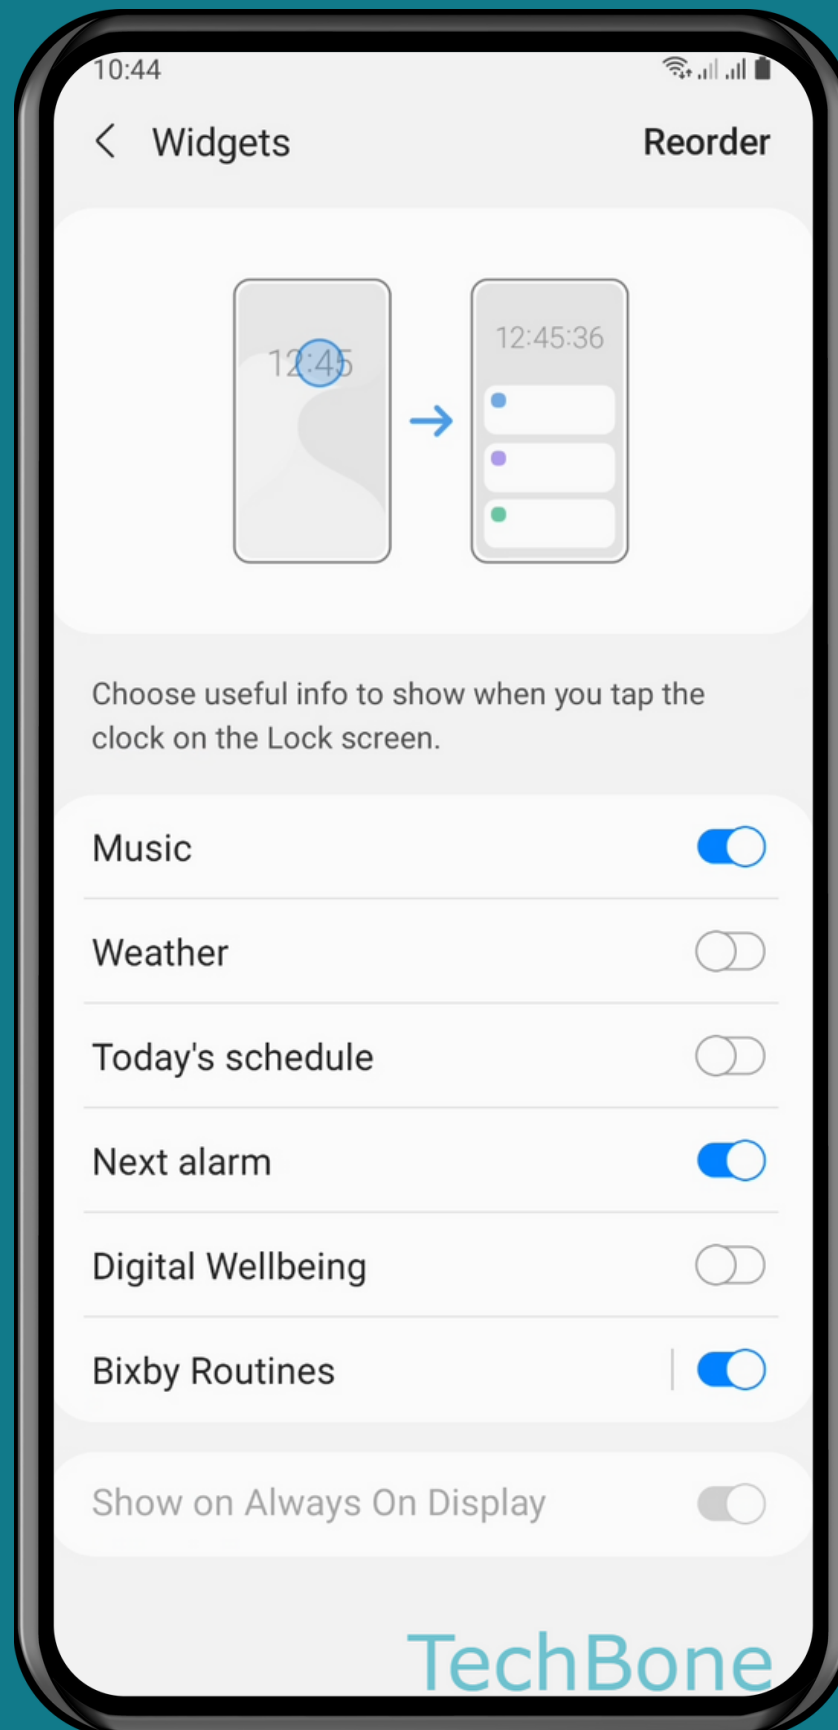 10:44
Widgets
Reorder
12:45
12:45:36
Choose useful info to show when you tap the
clock on the Lock screen.
Music
Weather
Today's schedule
Next alarm
Digital Wellbeing
Bixby Routines
Show on Always On Display
TechBone